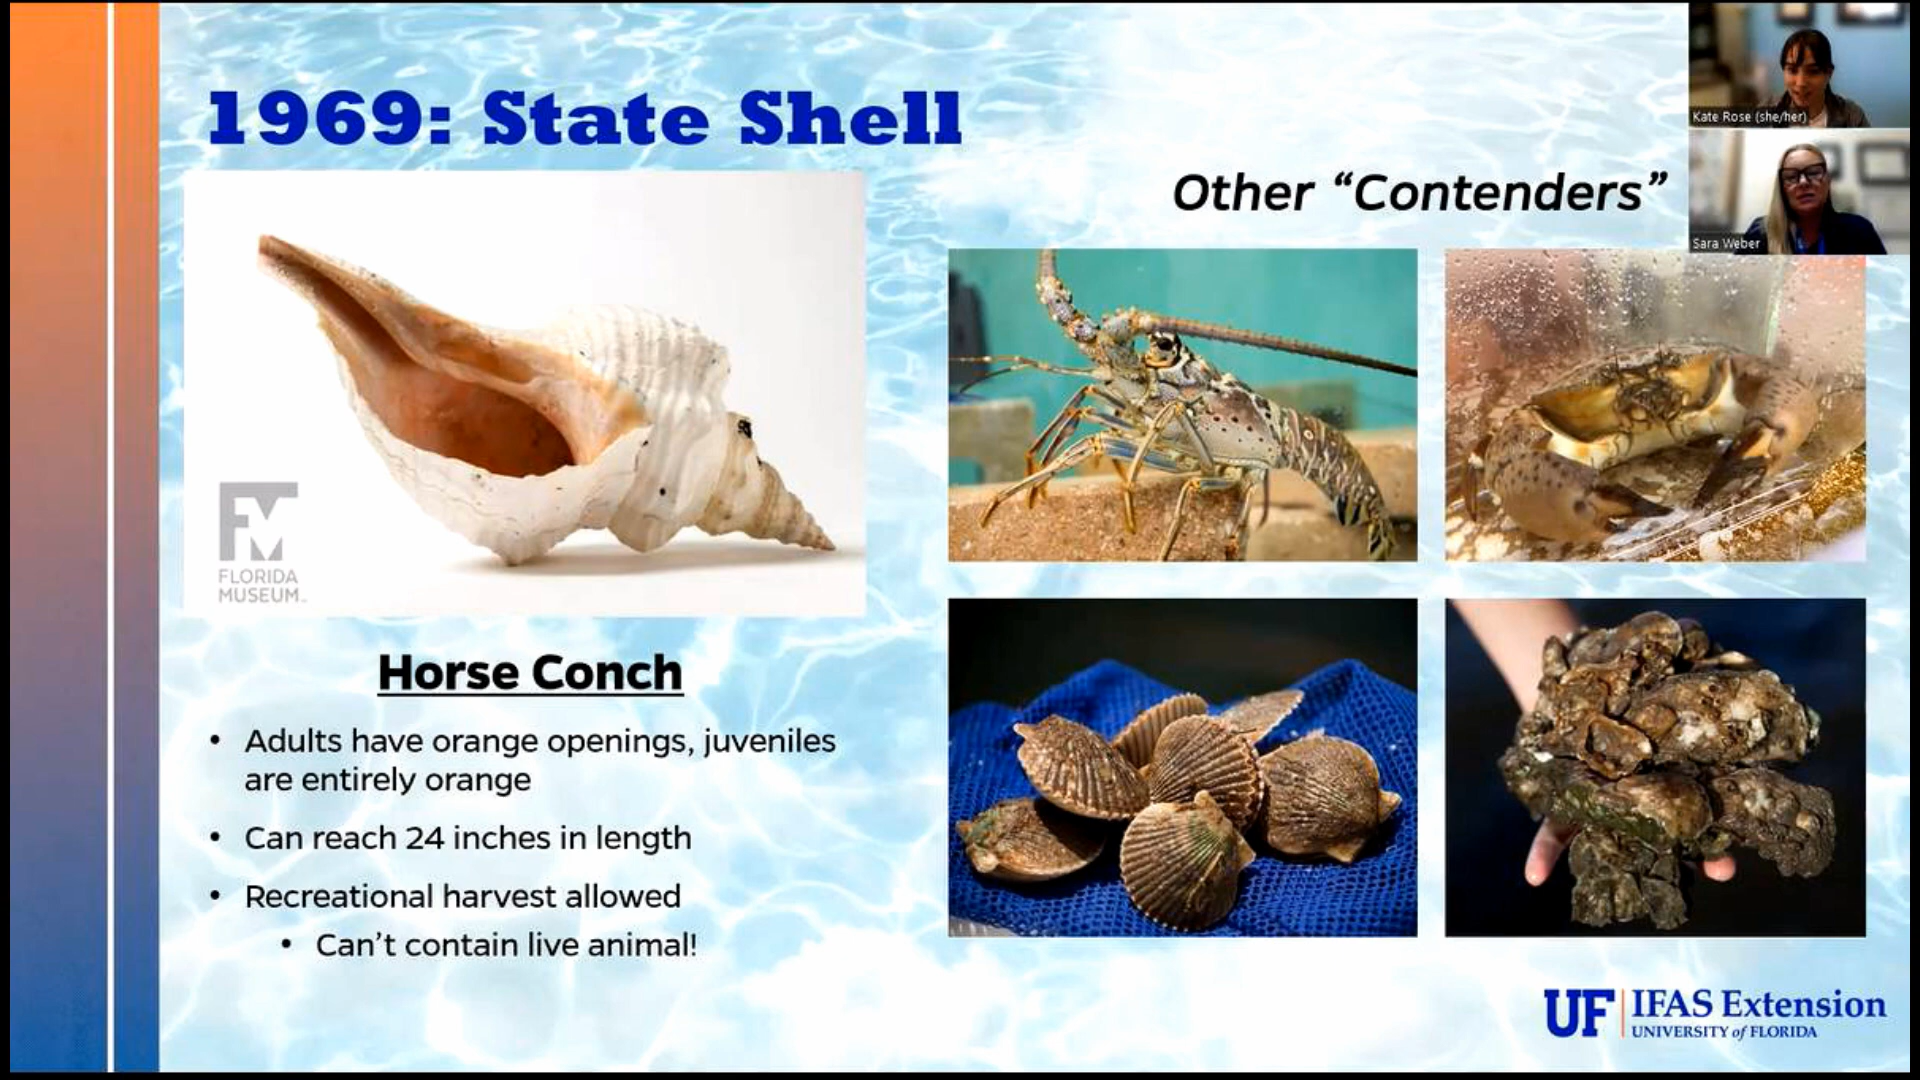 1969: State Shell
Kate Rose (she/her)
Sara Weber
Other “Contenders”
FM
FLORIDA
MUSEUM
Horse Conch
• Adults have orange openings, juveniles
are entirely orange
• Can reach 24 inches in length
• Recreational harvest allowed
• Can’t contain live animal!
UF IFAS Extension
UNIVERSITY of FLORIDA